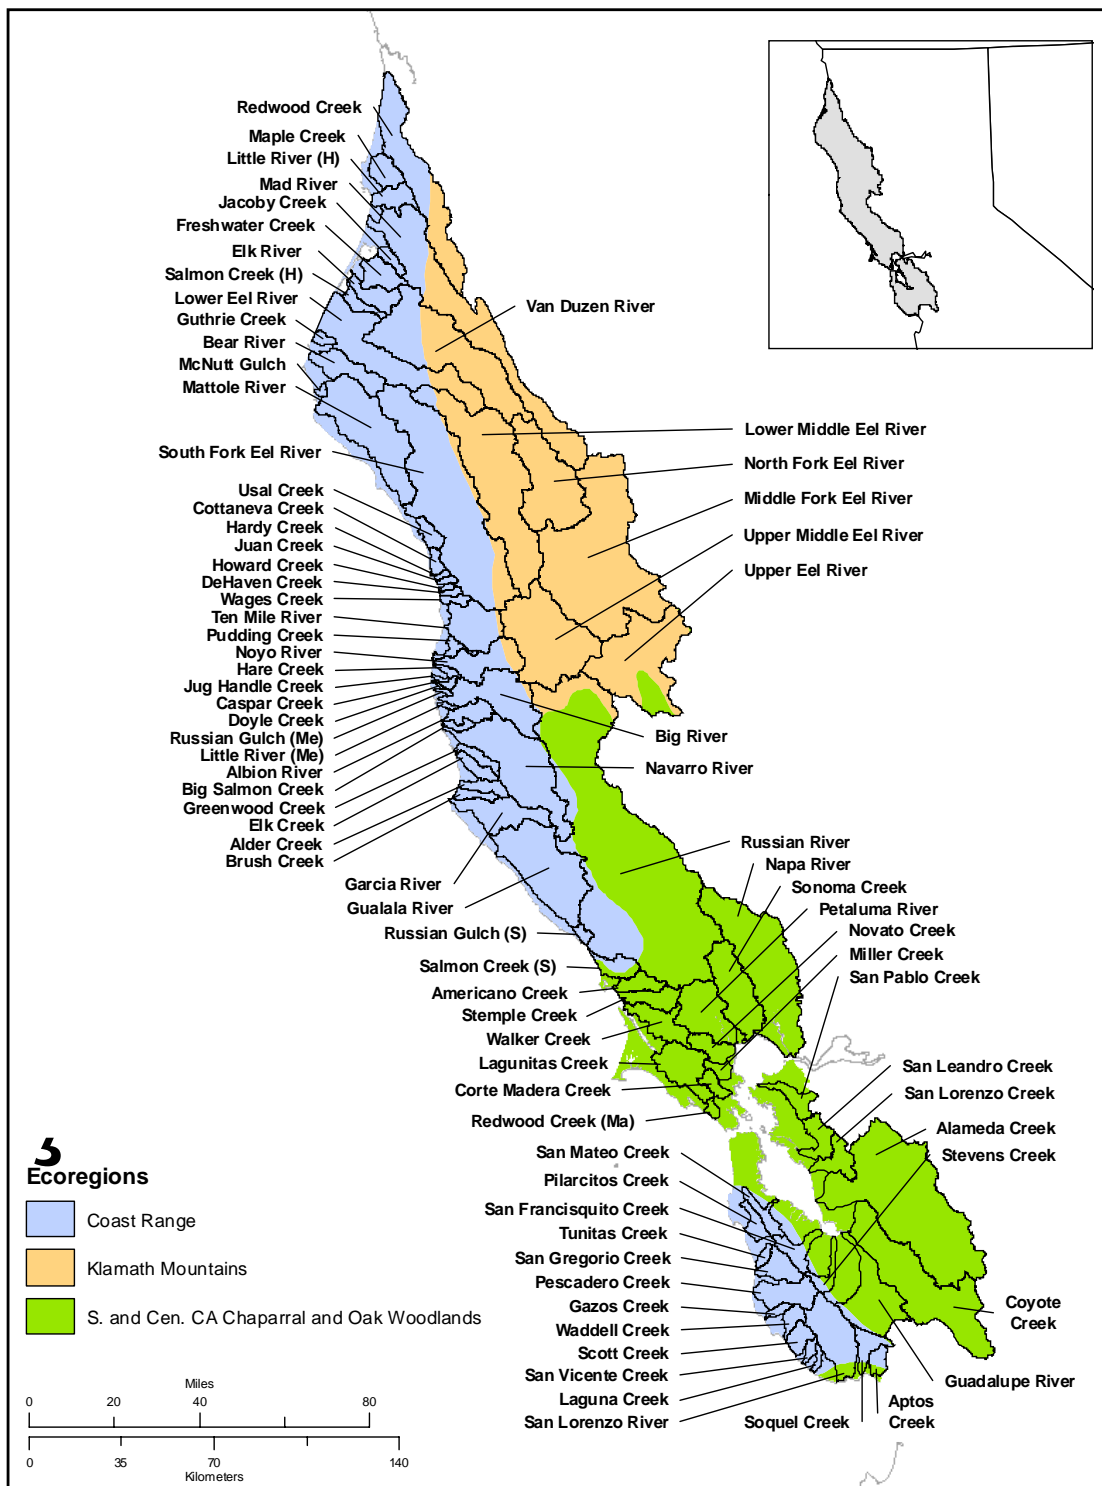 Redwood Creek
Maple Creek
Little River (H)
Mad River
Jacoby Creek
Freshwater Creek
Elk River
Salmon Creek (H)
Lower Eel River
Guthrie Creek
Bear River
McNutt Gulch
Mattole River
Van Duzen River
South Fork Eel River
Lower Middle Eel River
North Fork Eel River
Middle Fork Eel River
Upper Middle Eel River
Upper Eel River
Usal Creek
Cottaneva Creek
Hardy Creek
Juan Creek
Howard Creek
DeHaven Creek
Wages Creek
Ten Mile River
Pudding Creek
Noyo River
Hare Creek
Jug Handle Creek
Caspar Creek
Doyle Creek
Russian Gulch (Me)
Little River (Me)
Albion River
Big Salmon Creek
Greenwood Creek
Elk Creek
Alder Creek
Brush Creek
Big River
Navarro River
Garcia River
Gualala River
Russian Gulch (S)
Salmon Creek (S)
Americano Creek
Stemple Creek
Walker Creek
Lagunitas Creek
Corte Madera Creek
Redwood Creek (Ma)
Russian River
Napa River
Sonoma Creek
Petaluma River
Novato Creek
Miller Creek
San Pablo Creek
San Leandro Creek
San Lorenzo Creek
Alameda Creek
Stevens Creek
San Mateo Creek
Pilarcitos Creek
San Francisquito Creek
Tunitas Creek
San Gregorio Creek
Pescadero Creek
Gazos Creek
Waddell Creek
Scott Creek
San Vicente Creek
Laguna Creek
San Lorenzo River
Soquel Creek
Aptos
Creek
Guadalupe River
Coyote
Creek
Ecoregions
Coast Range
Klamath Mountains
S. and Cen. CA Chaparral and Oak Woodlands
Miles
0 20 40 80
0 35 70 140
Kilometers